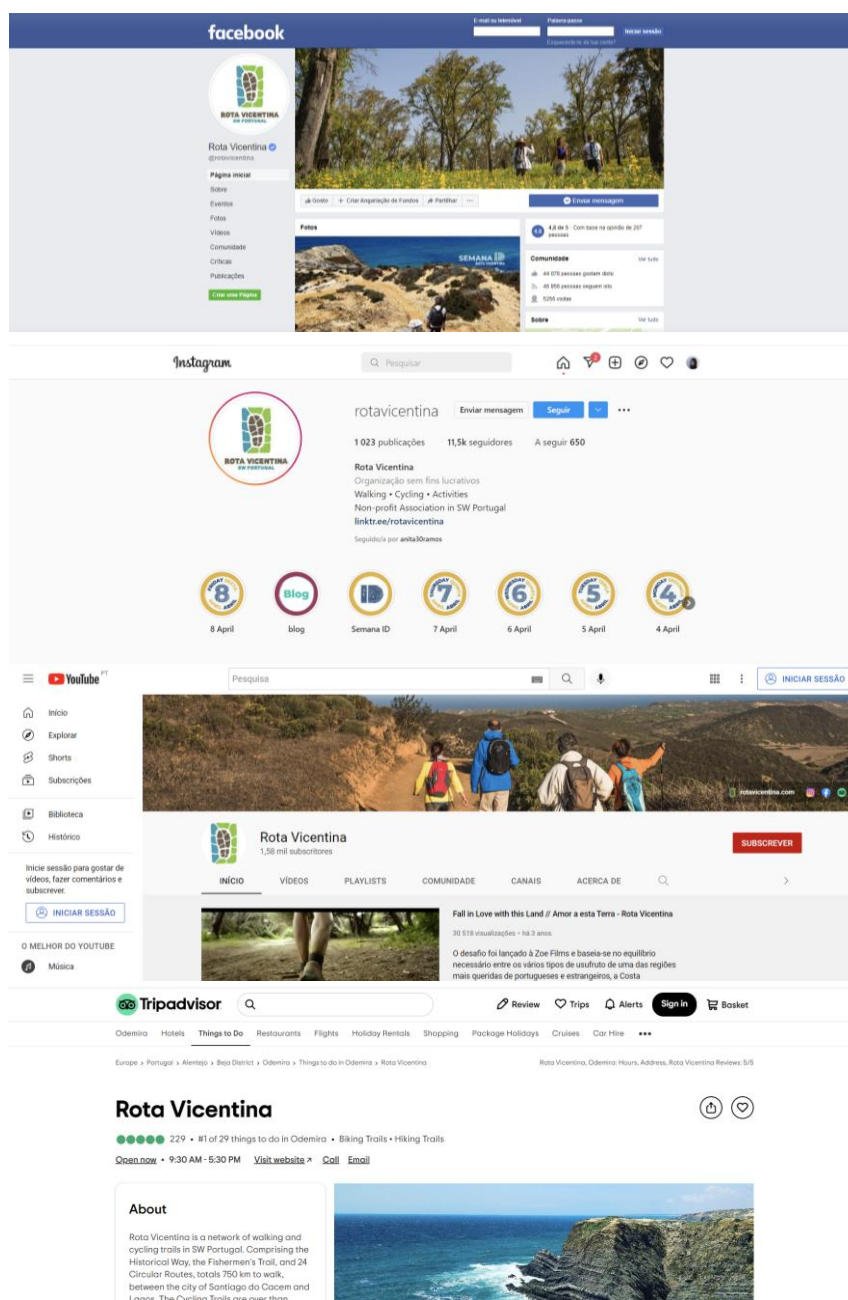 facebook
E-mail ou telemóvel
Palavra-passe
Iniciar sessão
Esqueceste-te da tua conta?
ROTA VICENTINA
SW PORTUGAL
Rota Vicentina
@rotavicentina
Página inicial
Sobre
Eventos
Fotos
Vídeos
Comunidade
Críticas
Publicações
Criar uma Página
Gosto
+ Criar Angariação de Fundos
Partilhar
Enviar mensagem
Fotos
SEMANA ID
4,8
4,8 de 5 · Com base na opinião de 207
pessoas
Comunidade
Ver tudo
44 078 pessoas gostam disto
5256 visitas
Sobre
Ver tudo
Instagram
Pesquisar
2
ROTA VICENTINA
SW PORTUGAL
rotavicentina
Enviar mensagem
Seguir
1 023 publicações
11,5k seguidores
A seguir 650
Rota Vicentina
Organização sem fins lucrativos
Walking • Cycling • Activities
Non-profit Association in SW Portugal
linktr.ee/rotavicentina
Seguido/a por anita30ramos
8
Blog
ID
7
6
5
4
8 April
blog
Semana ID
7 April
6 April
5 April
4 April
YouTube PT
Pesquisa
INICIAR SESSÃO
Início
Explorar
Shorts
Subscrições
Biblioteca
Histórico
Inicie sessão para gostar de
vídeos, fazer comentários e
subscrever.
INICIAR SESSÃO
O MELHOR DO YOUTUBE
Música
rotavicentina.com
Rota Vicentina
1,58 mil subscritores
SUBSCREVER
INÍCIO
VÍDEOS
PLAYLISTS
COMUNIDADE
CANAIS
ACERCA DE
Fall in Love with this Land // Amor a esta Terra - Rota Vicentina
30 518 visualizações • há 3 anos
O desafio foi lançado à Zoe Films e baseia-se no equilíbrio
necessário entre os vários tipos de usufruto de uma das regiões
mais queridas de portugueses e estrangeiros, a Costa
Tripadvisor
Review
Trips
Alerts
Sign in
Basket
Odemira
Hotels
Things to Do
Restaurants
Flights
Holiday Rentals
Shopping
Package Holidays
Cruises
Car Hire
Europe > Portugal > Alentejo > Beja District > Odemira > Things to do in Odemira > Rota Vicentina
Rota Vicentina, Odemira: Hours, Address, Rota Vicentina Reviews: 5/5
Rota Vicentina
229 • #1 of 29 things to do in Odemira • Biking Trails • Hiking Trails
Open now • 9:30 AM - 5:30 PM
Visit website
Call
Email
About
Rota Vicentina is a network of walking and
cycling trails in SW Portugal. Comprising the
Historical Way, the Fishermen's Trail, and 24
Circular Routes, totals 750 km to walk,
between the city of Santiago do Cacem and
Lagos. The Cycling Trails are over than